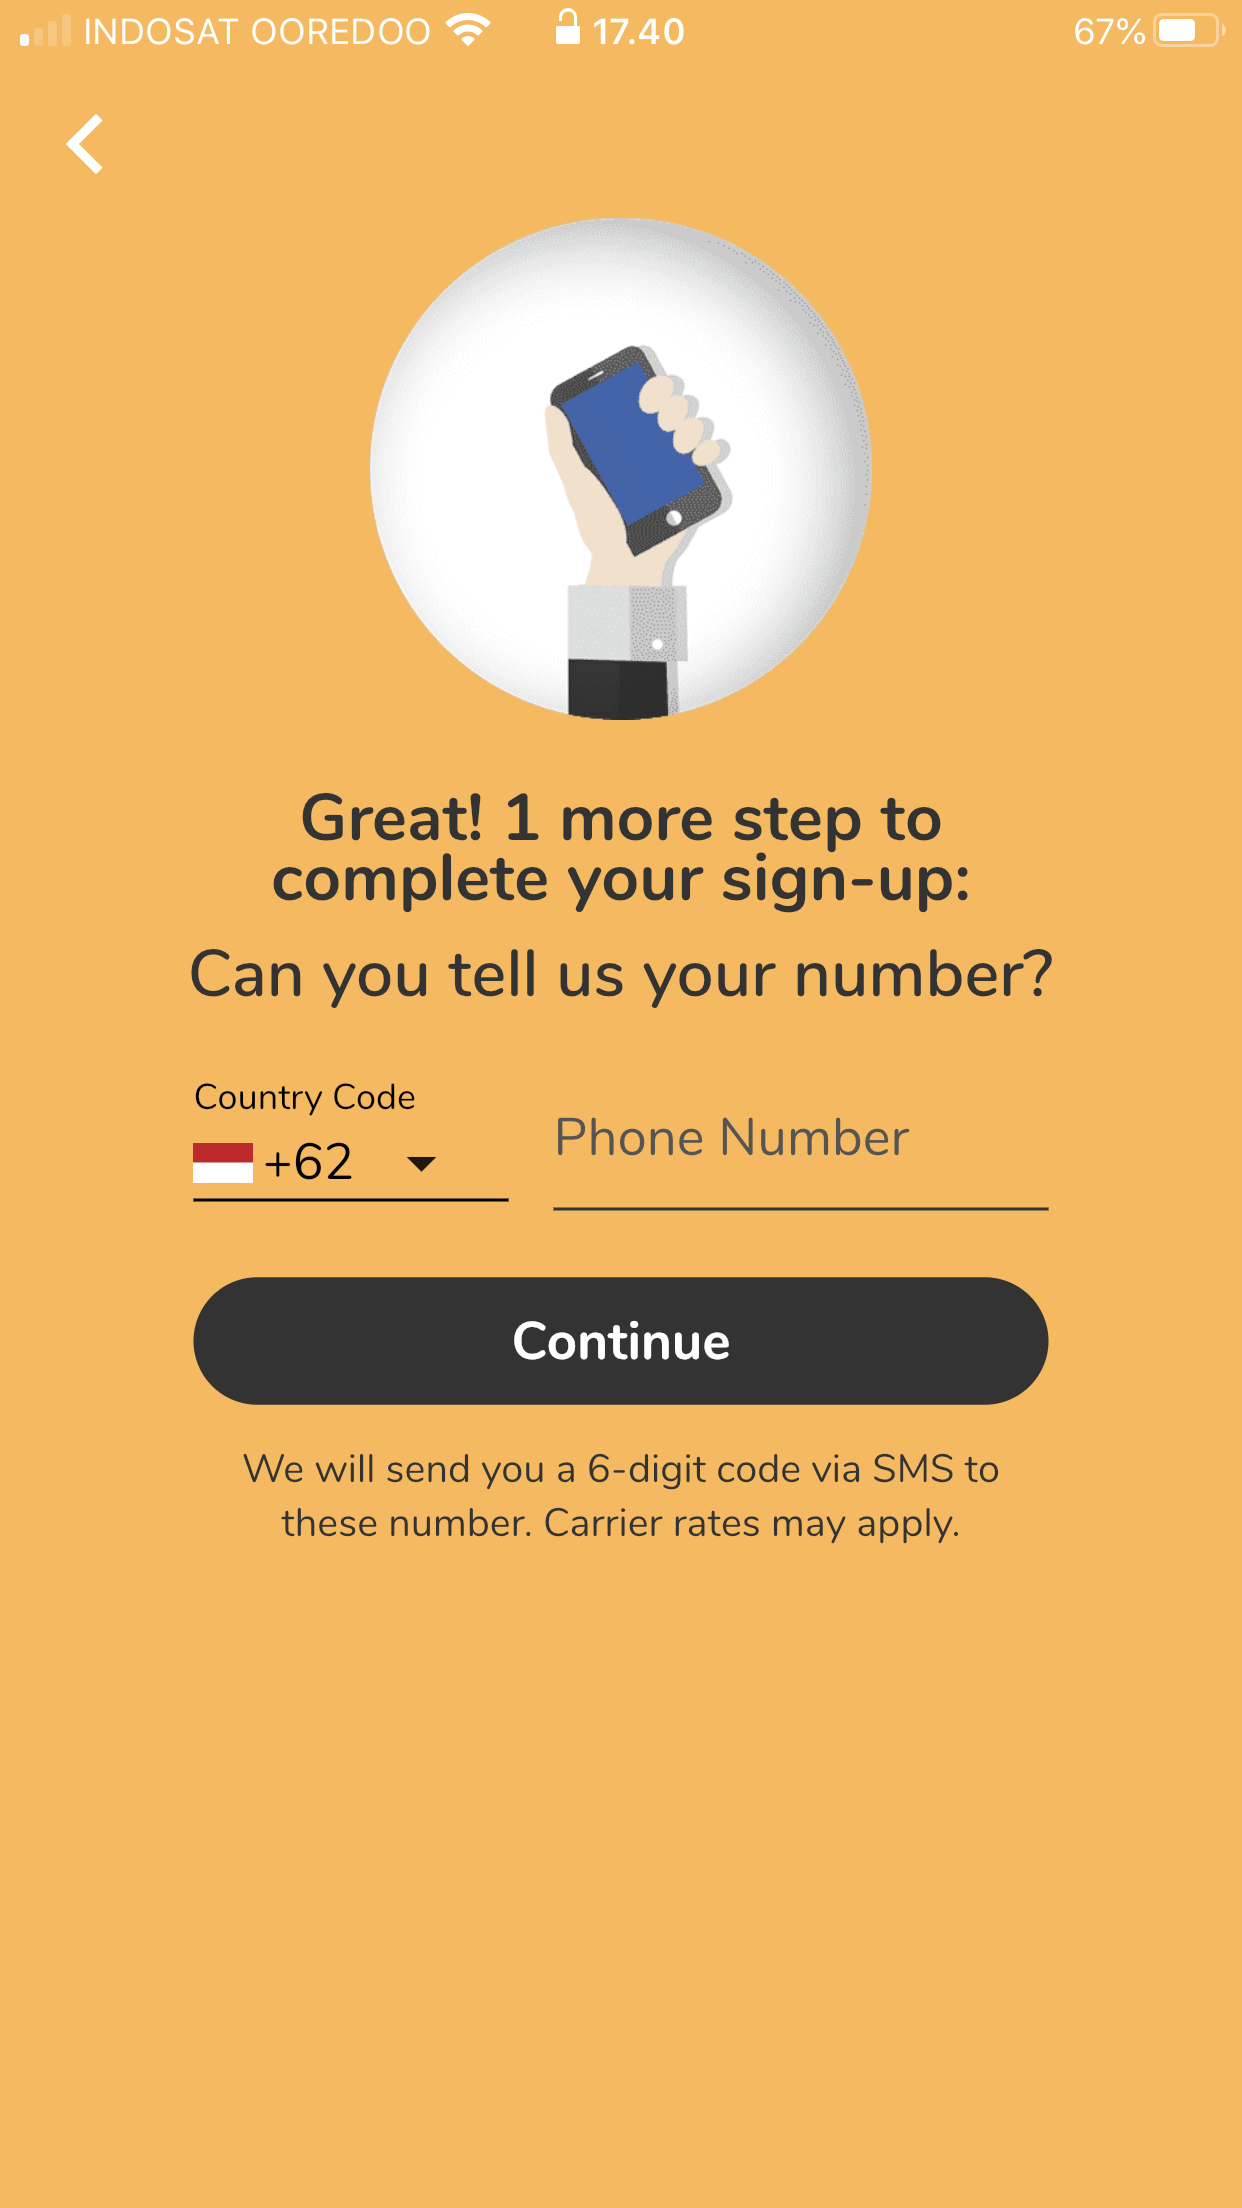 INDOSAT OOREDOO 17.40 67%
Great! 1 more step to
complete your sign-up:
Can you tell us your number?
Country Code
+62
Phone Number
Continue
We will send you a 6-digit code via SMS to
these number. Carrier rates may apply.